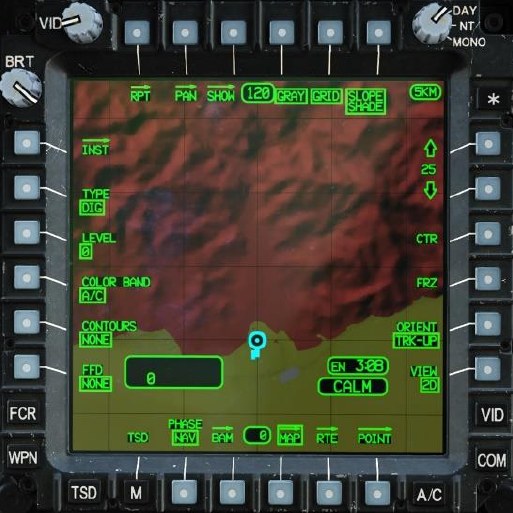 VID
DAY
NT
MONO
BRT
RPT PAN SHOW 120 GRAY GRID SLOPE SHADE 5KM
*
INST
25
TYPE
DIG
LEVEL
0
CTR
COLOR BAND
A/C
FRZ
CONTOURS
NONE
ORIENT
TRK-UP
FFD
NONE
0
EN 3:08
CALM
VIEW
2D
FCR
VID
PHASE
TSD NAV BAM 0 MAP RTE POINT
WPN
COM
TSD M A/C